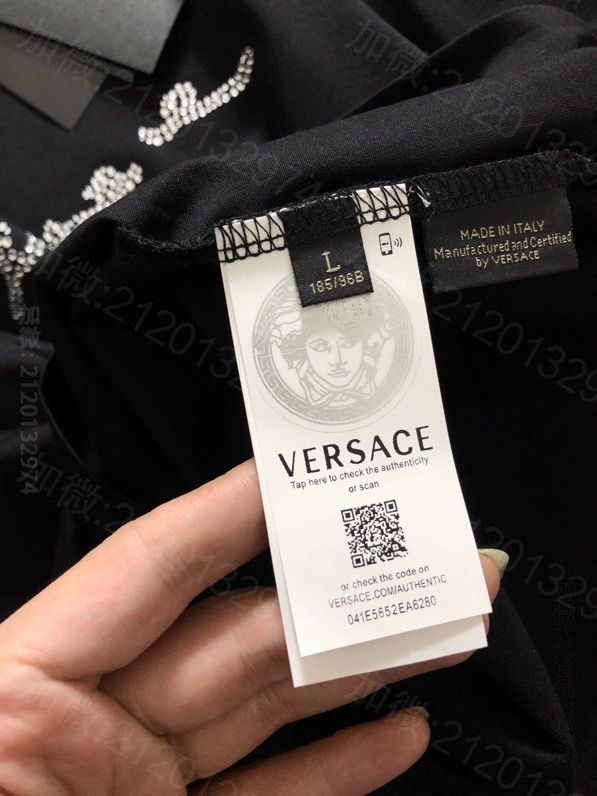 L
185/96B
MADE IN ITALY
Manufactured and Certified
by VERSACE
VERSACE
Tap here to check the authenticity
or scan
or check the code on
VERSACE.COM/AUTHENTIC
041E5652EA6280
加微:2120132974